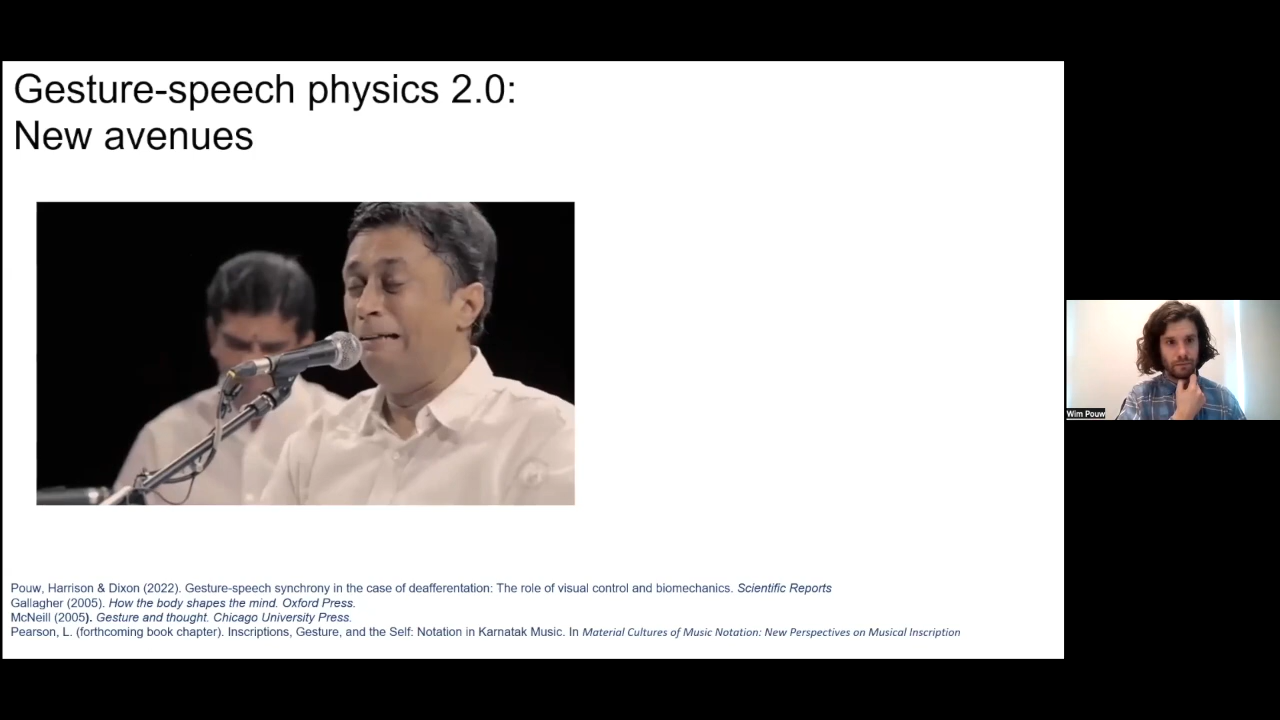 Gesture-speech physics 2.0:
New avenues
Pouw, Harrison & Dixon (2022). Gesture-speech synchrony in the case of deafferentation: The role of visual control and biomechanics. Scientific Reports
Gallagher (2005). How the body shapes the mind. Oxford Press.
McNeill (2005). Gesture and thought. Chicago University Press.
Pearson, L. (forthcoming book chapter). Inscriptions, Gesture, and the Self: Notation in Karnatak Music. In Material Cultures of Music Notation: New Perspectives on Musical Inscription
Wim Pouw